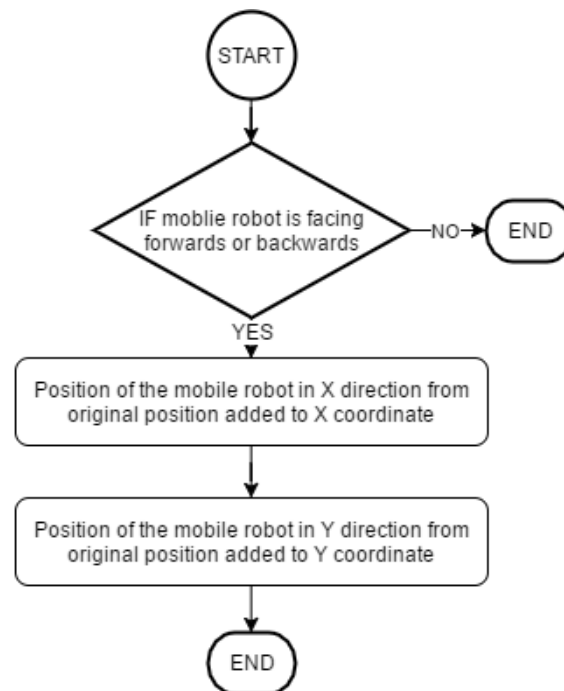 START
IF moblie robot is facing
forwards or backwards
NO
END
YES
Position of the mobile robot in X direction from
original position added to X coordinate
Position of the mobile robot in Y direction from
original position added to Y coordinate
END